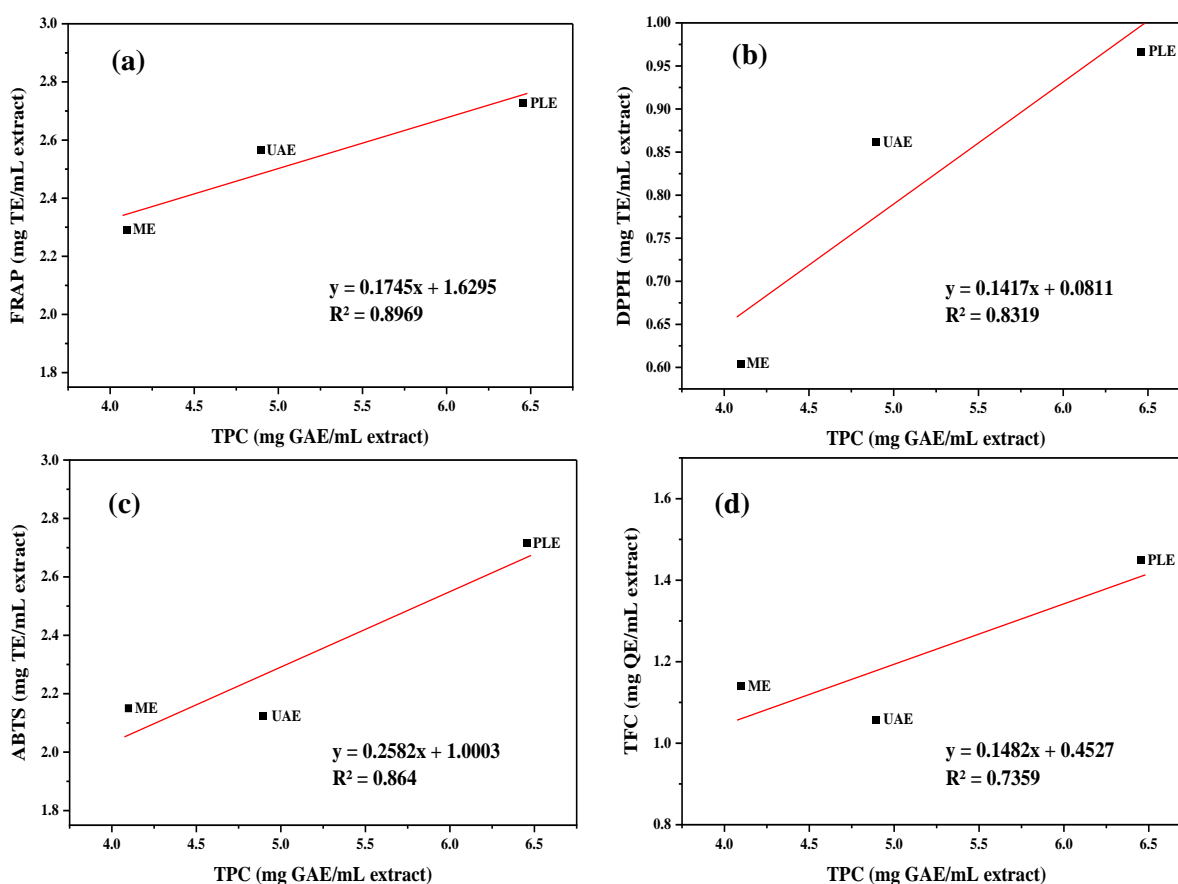 (a)
FRAP (mg TE/mL extract)
3.0
2.8
2.6
2.4
2.2
2.0
1.8
PLE
UAE
ME
y = 0.1745x + 1.6295
R² = 0.8969
4.0 4.5 5.0 5.5 6.0 6.5
TPC (mg GAE/mL extract)
(b)
DPPH (mg TE/mL extract)
1.00
0.95
0.90
0.85
0.80
0.75
0.70
0.65
0.60
PLE
UAE
ME
y = 0.1417x + 0.0811
R² = 0.8319
4.0 4.5 5.0 5.5 6.0 6.5
TPC (mg GAE/mL extract)
(c)
ABTS (mg TE/mL extract)
3.0
2.8
2.6
2.4
2.2
2.0
1.8
PLE
ME
UAE
y = 0.2582x + 1.0003
R² = 0.864
4.0 4.5 5.0 5.5 6.0 6.5
TPC (mg GAE/mL extract)
(d)
TFC (mg QE/mL extract)
1.6
1.4
1.2
1.0
0.8
PLE
ME
UAE
y = 0.1482x + 0.4527
R² = 0.7359
4.0 4.5 5.0 5.5 6.0 6.5
TPC (mg GAE/mL extract)